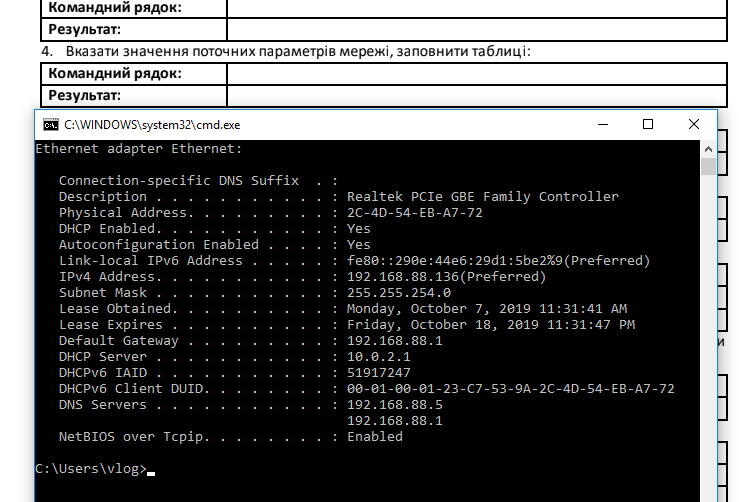 Командний рядок:
Результат:
4. Вказати значення поточних параметрів мережі, заповнити таблиці:
Командний рядок:
Результат:
C:\WINDOWS\system32\cmd.exe
Ethernet adapter Ethernet:
Connection-specific DNS Suffix  . :
Description . . . . . . . . . . . : Realtek PCIe GBE Family Controller
Physical Address. . . . . . . . . : 2C-4D-54-EB-A7-72
DHCP Enabled. . . . . . . . . . . : Yes
Autoconfiguration Enabled . . . . : Yes
Link-local IPv6 Address . . . . . : fe80::290e:44e6:29d1:5be2%9(Preferred)
IPv4 Address. . . . . . . . . . . : 192.168.88.136(Preferred)
Subnet Mask . . . . . . . . . . . : 255.255.254.0
Lease Obtained. . . . . . . . . . : Monday, October 7, 2019 11:31:41 AM
Lease Expires . . . . . . . . . . : Friday, October 18, 2019 11:31:47 PM
Default Gateway . . . . . . . . . : 192.168.88.1
DHCP Server . . . . . . . . . . . : 10.0.2.1
DHCPv6 IAID . . . . . . . . . . . : 51917247
DHCPv6 Client DUID. . . . . . . . : 00-01-00-01-23-C7-53-9A-2C-4D-54-EB-A7-72
DNS Servers . . . . . . . . . . . : 192.168.88.5
192.168.88.1
NetBIOS over Tcpip. . . . . . . . : Enabled
C:\Users\vlog>
и